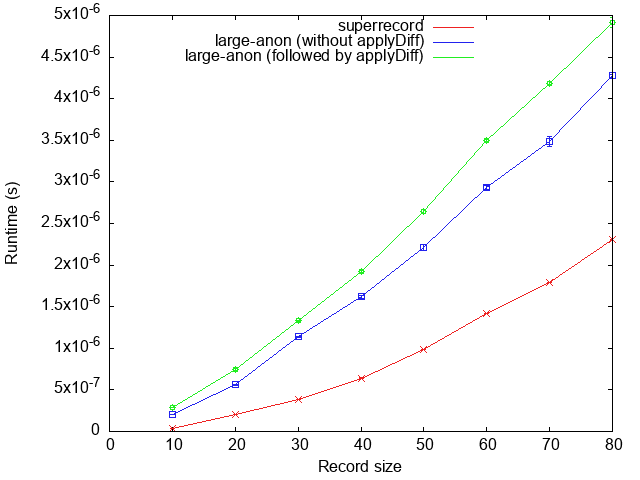 superrecord
large-anon (without applyDiff)
large-anon (followed by applyDiff)
5x10^-6
4.5x10^-6
4x10^-6
3.5x10^-6
3x10^-6
2.5x10^-6
2x10^-6
1.5x10^-6
1x10^-6
5x10^-7
0
Runtime (s)
0 10 20 30 40 50 60 70 80
Record size